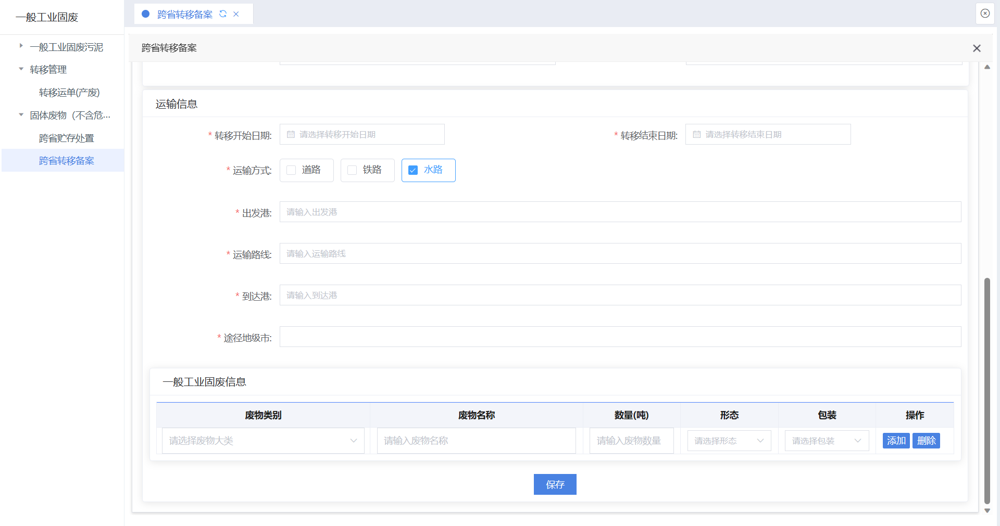 一般工业固废
跨省转移备案
一般工业固废污泥
转移管理
转移运单(产废)
固体废物（不含危...
跨省贮存处置
跨省转移备案
跨省转移备案
运输信息
* 转移开始日期: 请选择转移开始日期
* 转移结束日期: 请选择转移结束日期
* 运输方式: 道路 铁路 水路
* 出发港: 请输入出发港
* 运输路线: 请输入运输路线
* 到达港: 请输入到达港
* 途径地级市:
一般工业固废信息
废物类别 废物名称 数量(吨) 形态 包装 操作
请选择废物大类 请输入废物名称 请输入废物数量 请选择形态 请选择包装 添加 删除
保存